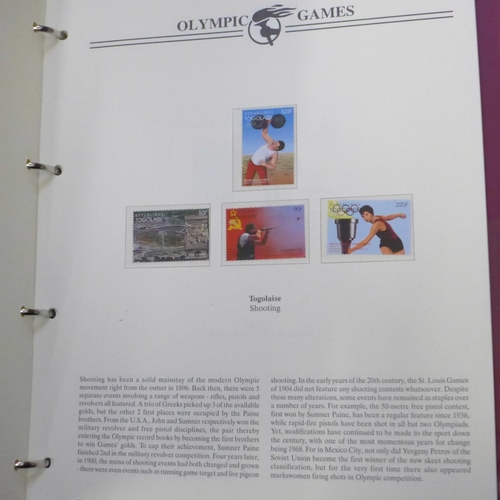 OLYMPIC GAMES
REPUBLIQUE
TOGOLAISE
REPUBLIQUE
TOGOLAISE
90F
220F
Togolaise
Shooting
Shooting has been a solid mainstay of the modern Olympic
movement right from the outset in 1896. Back then, there were 5
separate events involving a range of weapons - rifles, pistols and
revolvers all featured. A trio of Greeks picked up 3 of the available
golds, but the other 2 first places were occupied by the Paine
brothers. From the U.S.A., John and Sumner respectively won the
military revolver and free pistol disciplines, the pair thereby
entering the Olympic record books by becoming the first brothers
to win Games' golds. To cap their achievement, Sumner Paine
finished 2nd in the military revolver competition. Four years later,
in 1900, the menu of shooting events had both changed and grown
- there were even events such as running game target and live pigeon
shooting. In the early years of the 20th century, the St. Louis Games
of 1904 did not feature any shooting contests whatsoever. Despite
these many alterations, some events have remained as staples over
a number of years. For example, the 50-metre free pistol contest,
first won by Sumner Paine, has been a regular feature since 1936,
while rapid-fire pistols have been shot in all but two Olympiads.
Yet, modifications have continued to be made to the sport down
the century, with one of the most momentous years for change
being 1968. For in Mexico City, not only did Yevgeny Petrov of the
Soviet Union become the first winner of the new skeet shooting
classification, but for the very first time there also appeared
markswomen firing shots in Olympic competition.